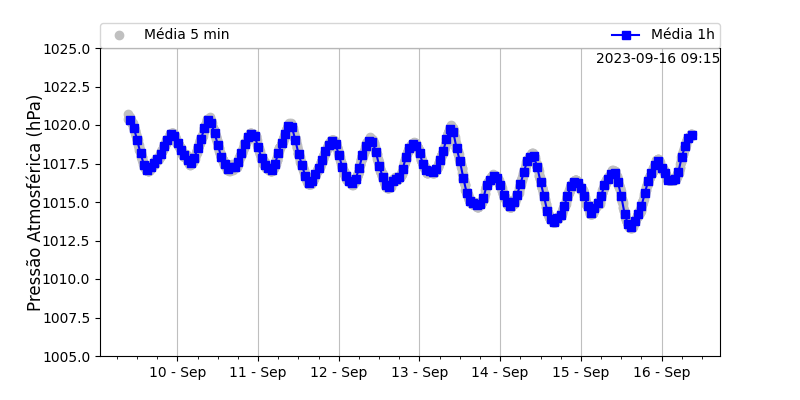 Média 5 min
Média 1h
2023-09-16 09:15
Pressão Atmosférica (hPa)
1025.0
1022.5
1020.0
1017.5
1015.0
1012.5
1010.0
1007.5
1005.0
10 - Sep
11 - Sep
12 - Sep
13 - Sep
14 - Sep
15 - Sep
16 - Sep